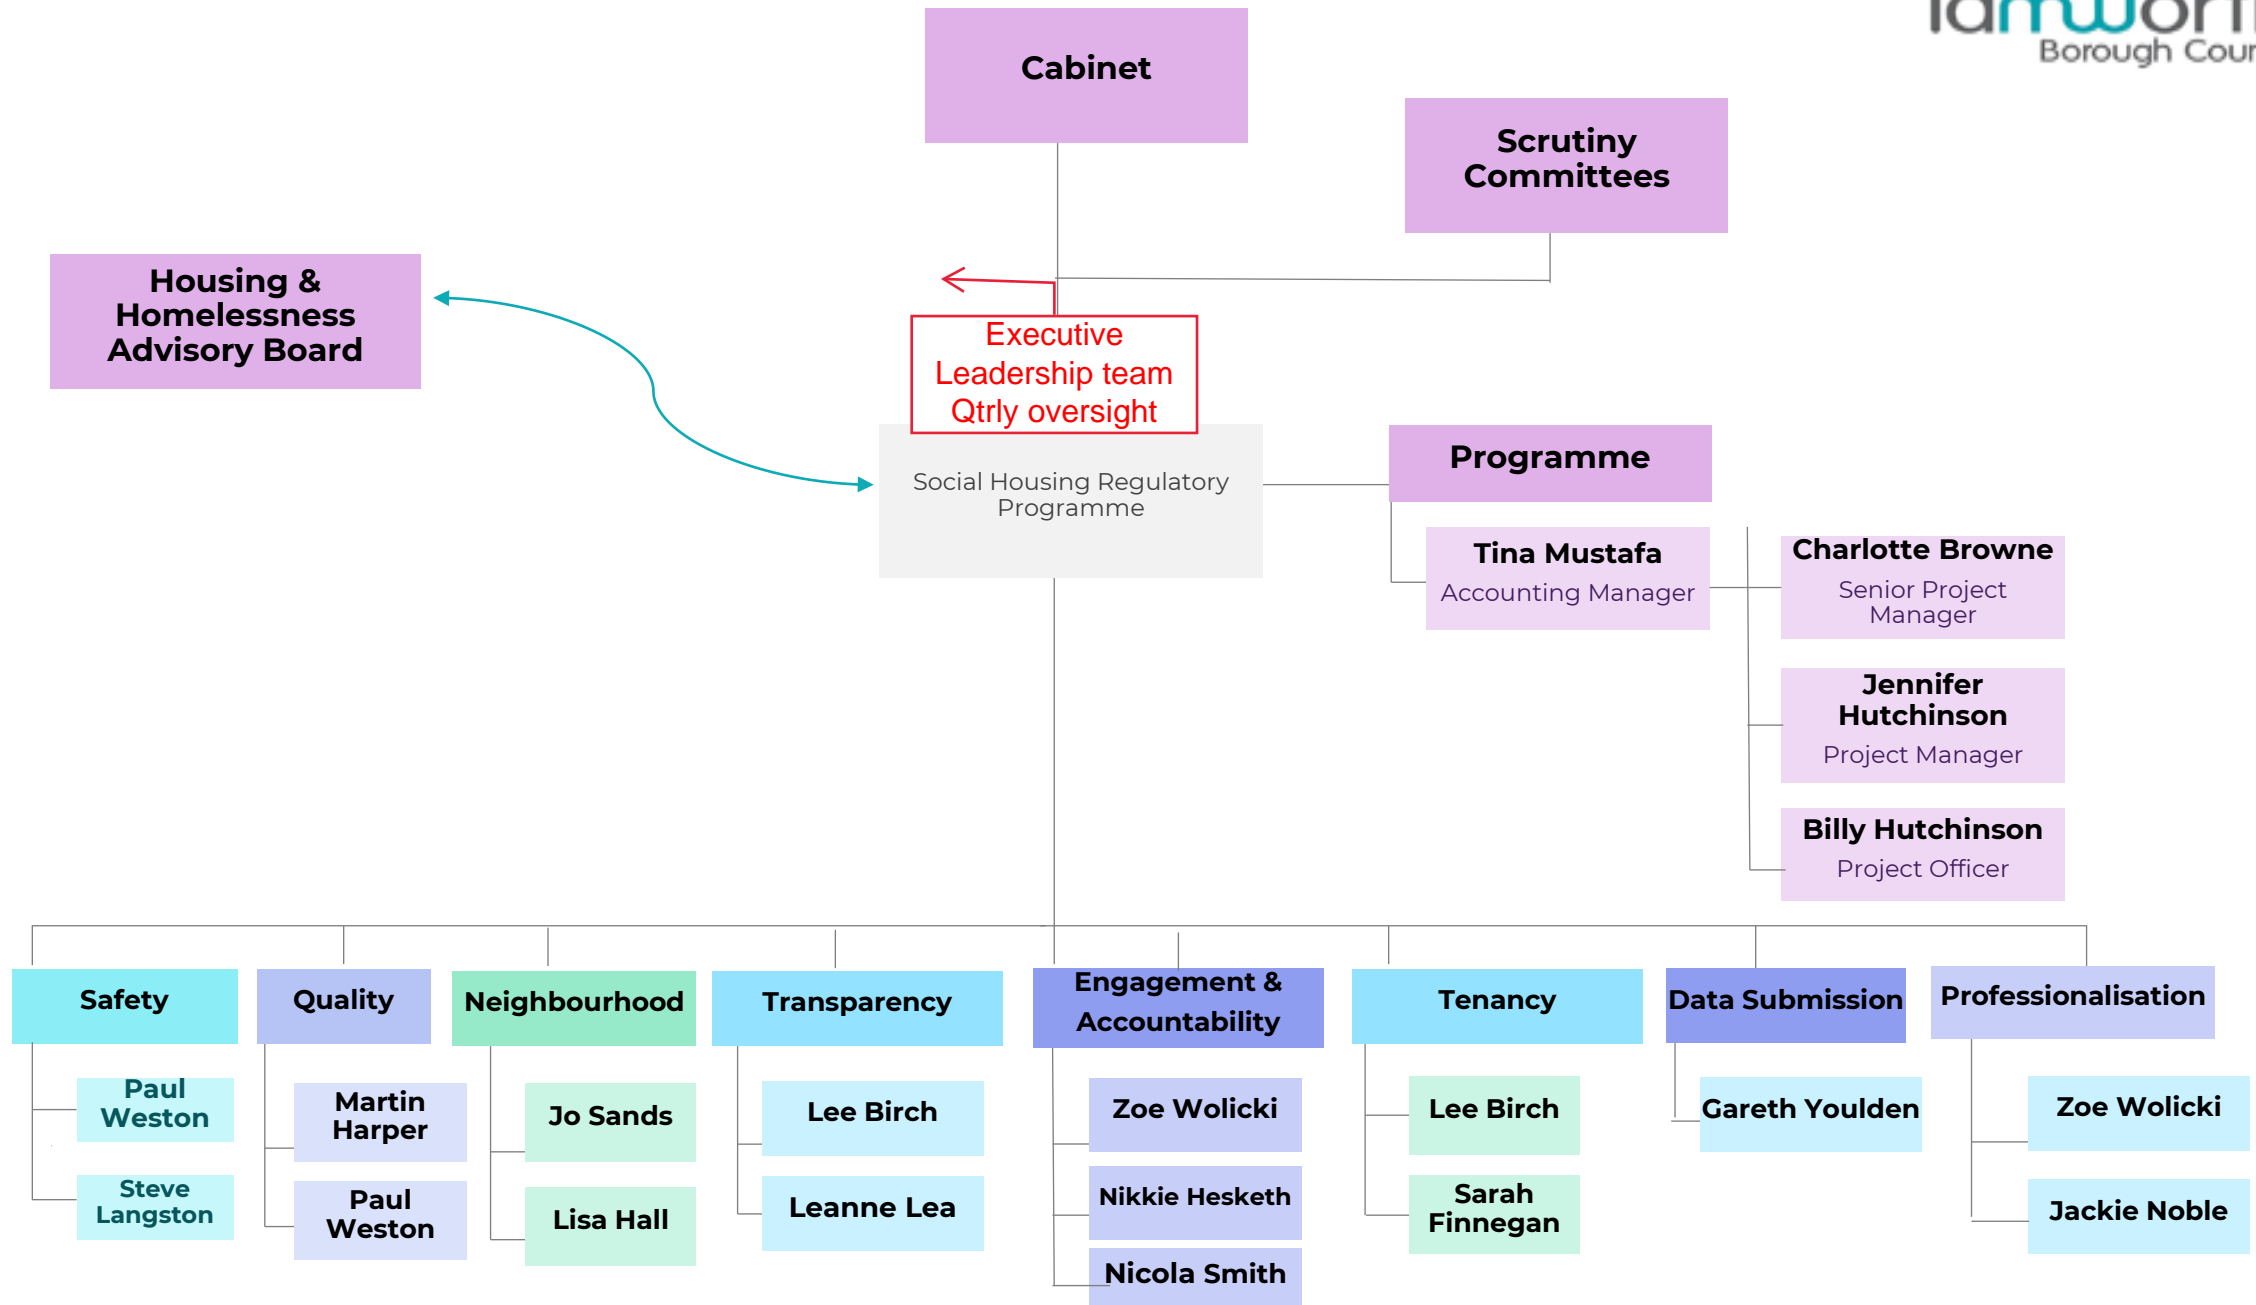 Borough
Cabinet
Scrutiny
Committees
Housing &
Homelessness
Advisory Board
Executive
Leadership team
Qtrly oversight
Social Housing Regulatory
Programme
Programme
Tina Mustafa
Accounting Manager
Charlotte Browne
Senior Project
Manager
Jennifer
Hutchinson
Project Manager
Billy Hutchinson
Project Officer
Safety
Paul
Weston
Steve
Langston
Quality
Martin
Harper
Paul
Weston
Neighbourhood
Jo Sands
Lisa Hall
Transparency
Lee Birch
Leanne Lea
Engagement &
Accountability
Zoe Wolicki
Nikkie Hesketh
Nicola Smith
Tenancy
Lee Birch
Sarah
Finnegan
Data Submission
Gareth Youlden
Professionalisation
Zoe Wolicki
Jackie Noble